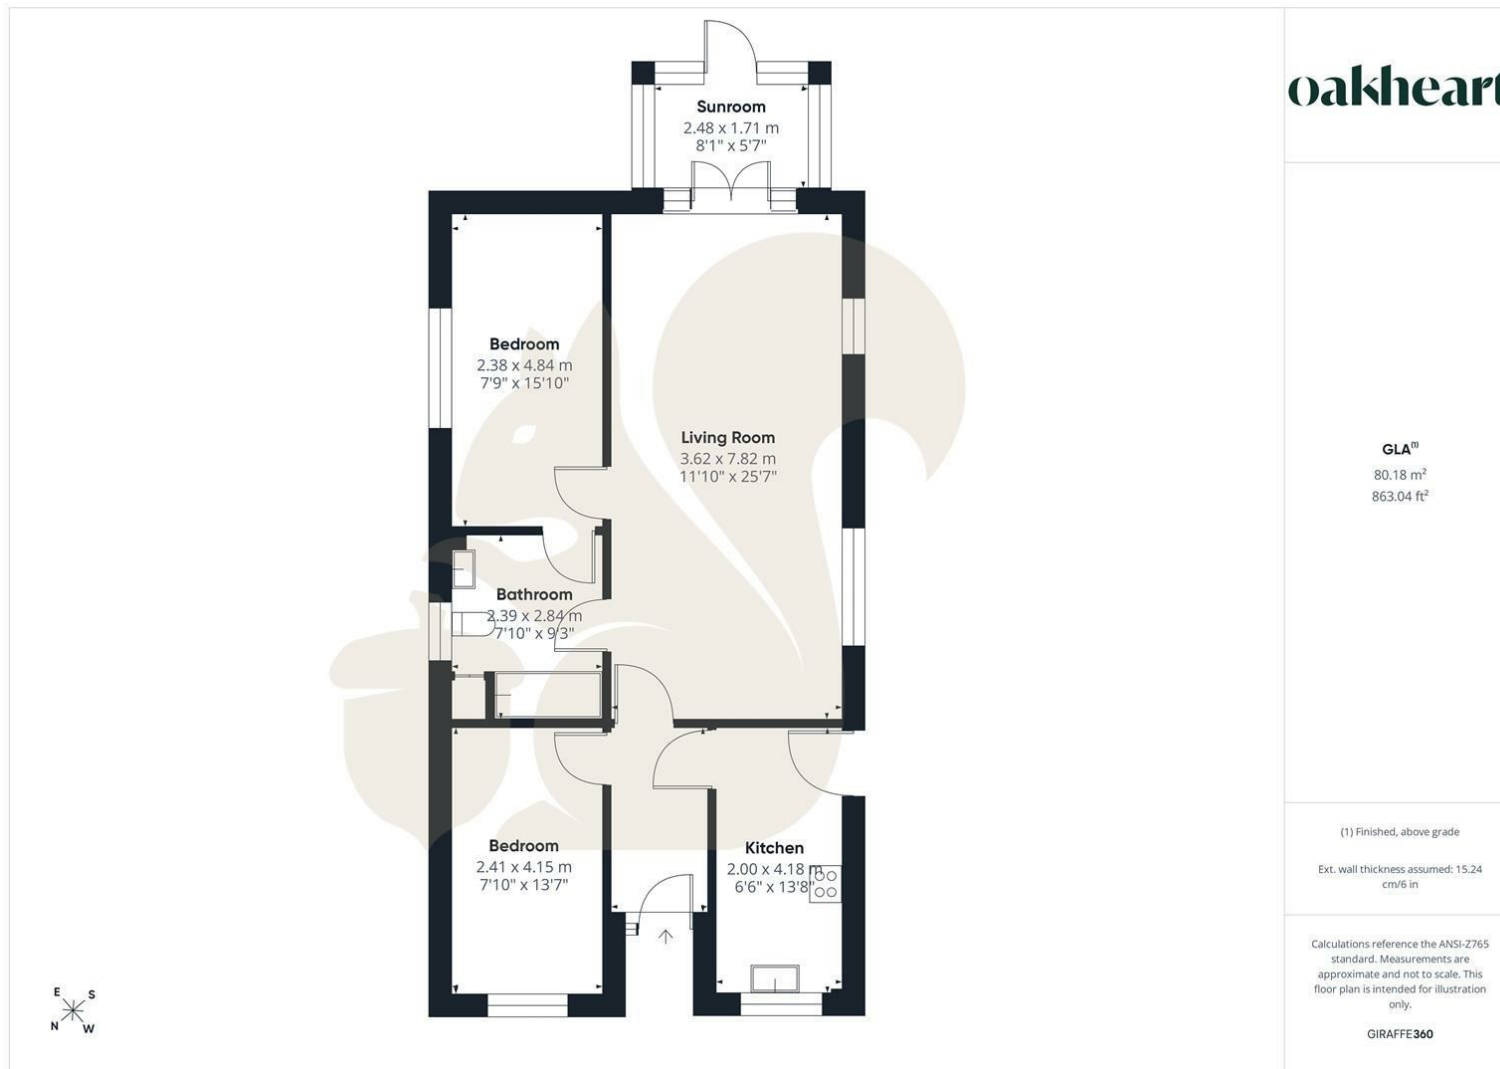 Sunroom
2.48 x 1.71 m
8'1" x 5'7"
Bedroom
2.38 x 4.84 m
7'9" x 15'10"
Living Room
3.62 x 7.82 m
11'10" x 25'7"
Bathroom
2.39 x 2.84 m
7'10" x 9'3"
Bedroom
2.41 x 4.15 m
7'10" x 13'7"
Kitchen
2.00 x 4.18 m
6'6" x 13'8"
E S
N W
oakheart
GLA(1)
80.18 m²
863.04 ft²
(1) Finished, above grade
Ext. wall thickness assumed: 15.24
cm/6 in
Calculations reference the ANSI-Z765
standard. Measurements are
approximate and not to scale. This
floor plan is intended for illustration
only.
GIRAFFE360